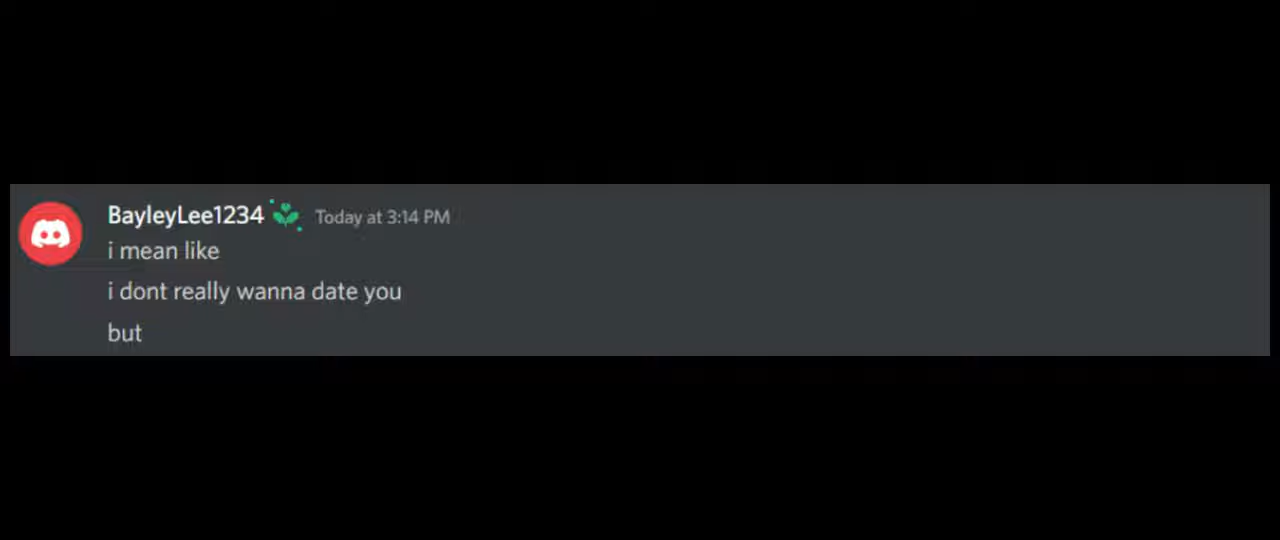 BayleyLee1234 Today at 3:14 PM
i mean like
i dont really wanna date you
but